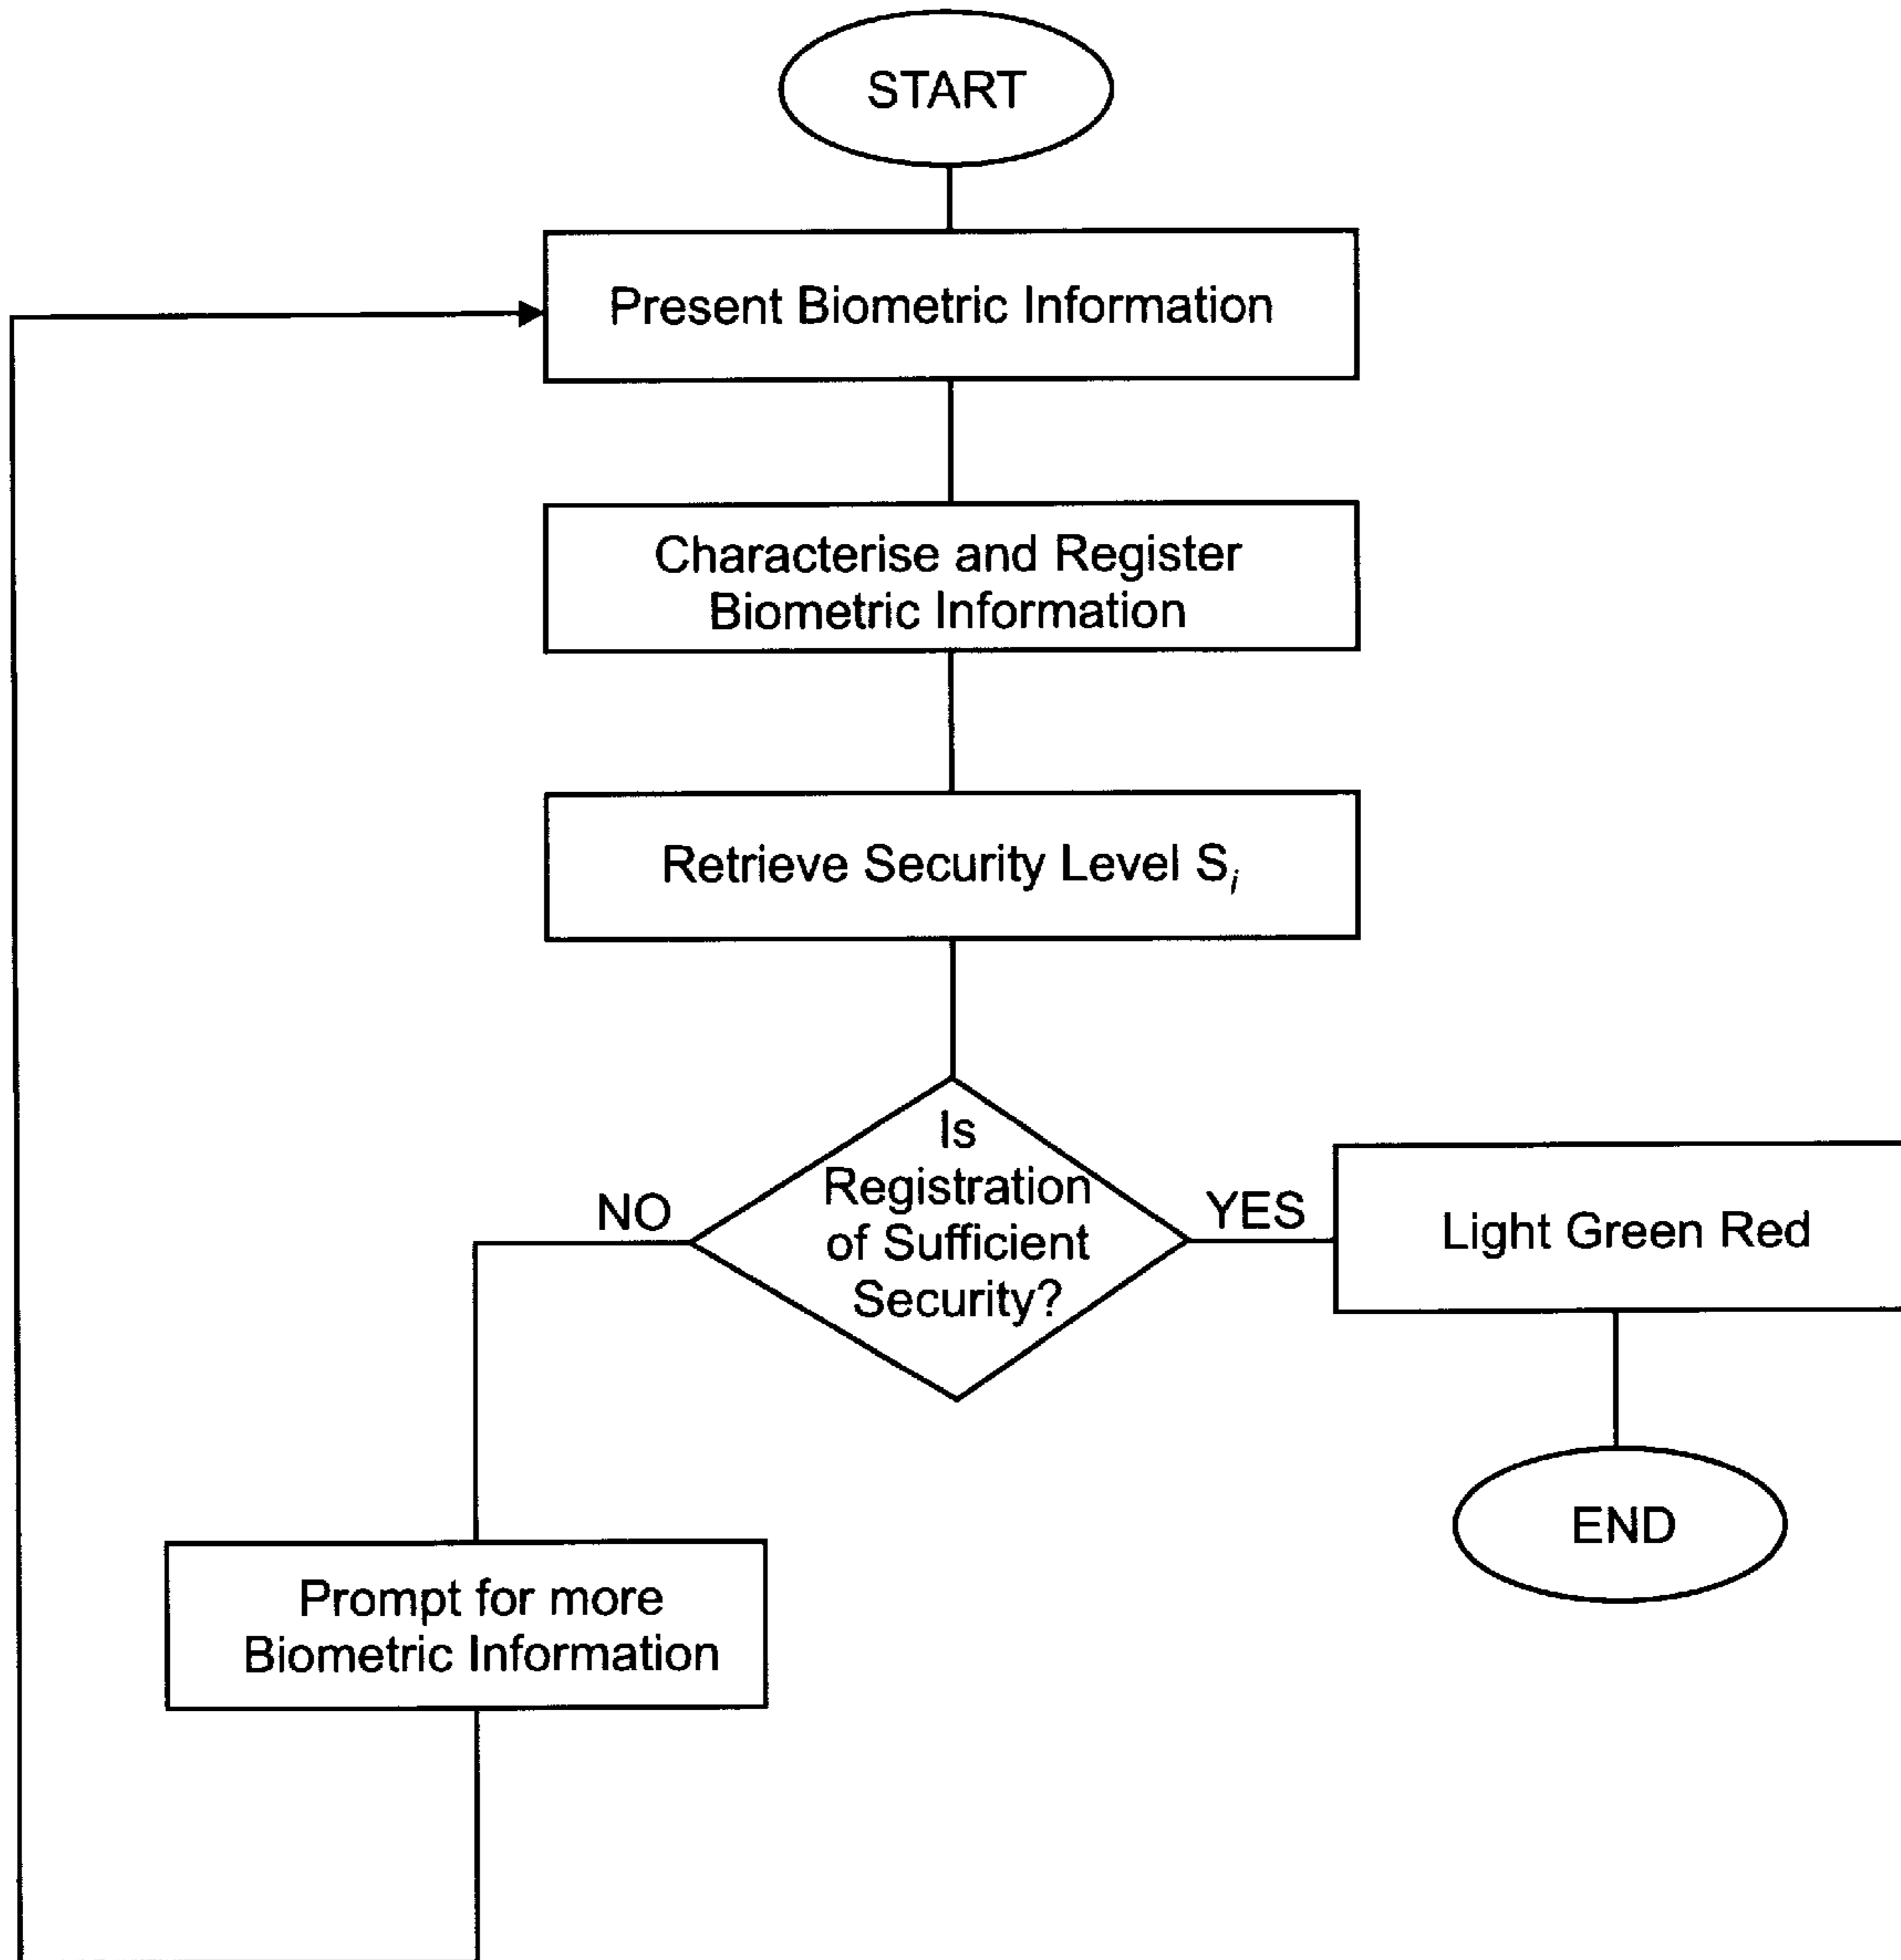 START
Present Biometric Information
Characterise and Register
Biometric Information
Retrieve Security Level Si
Is
Registration
of Sufficient
Security?
NO
YES
Light Green Red
END
Prompt for more
Biometric Information